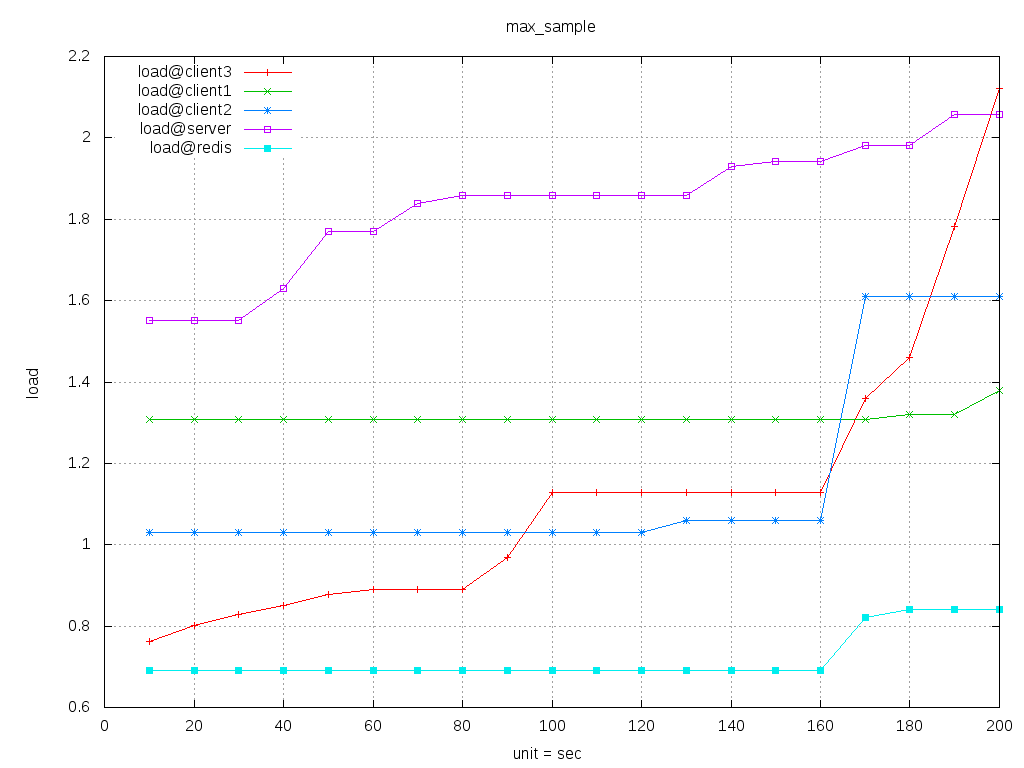 max_sample
2.2
2
1.8
1.6
1.4
1.2
1
0.8
0.6
load
load@client3
load@client1
load@client2
load@server
load@redis
0 20 40 60 80 100 120 140 160 180 200
unit = sec